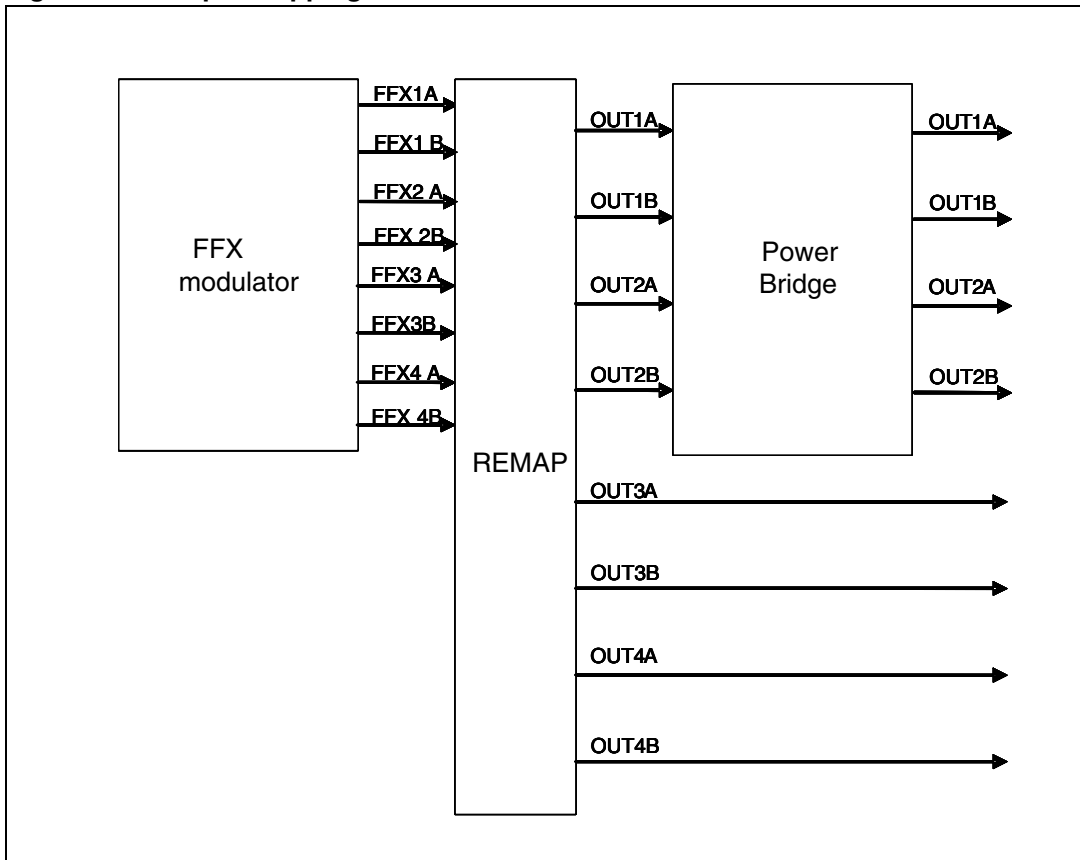 FFX1A
FFX1 B
FFX2 A
FFX 2B
FFX3 A
FFX3B
FFX4 A
FFX 4B
FFX
modulator
REMAP
OUT1A
OUT1B
OUT2A
OUT2B
OUT3A
OUT3B
OUT4A
OUT4B
Power
Bridge
OUT1A
OUT1B
OUT2A
OUT2B